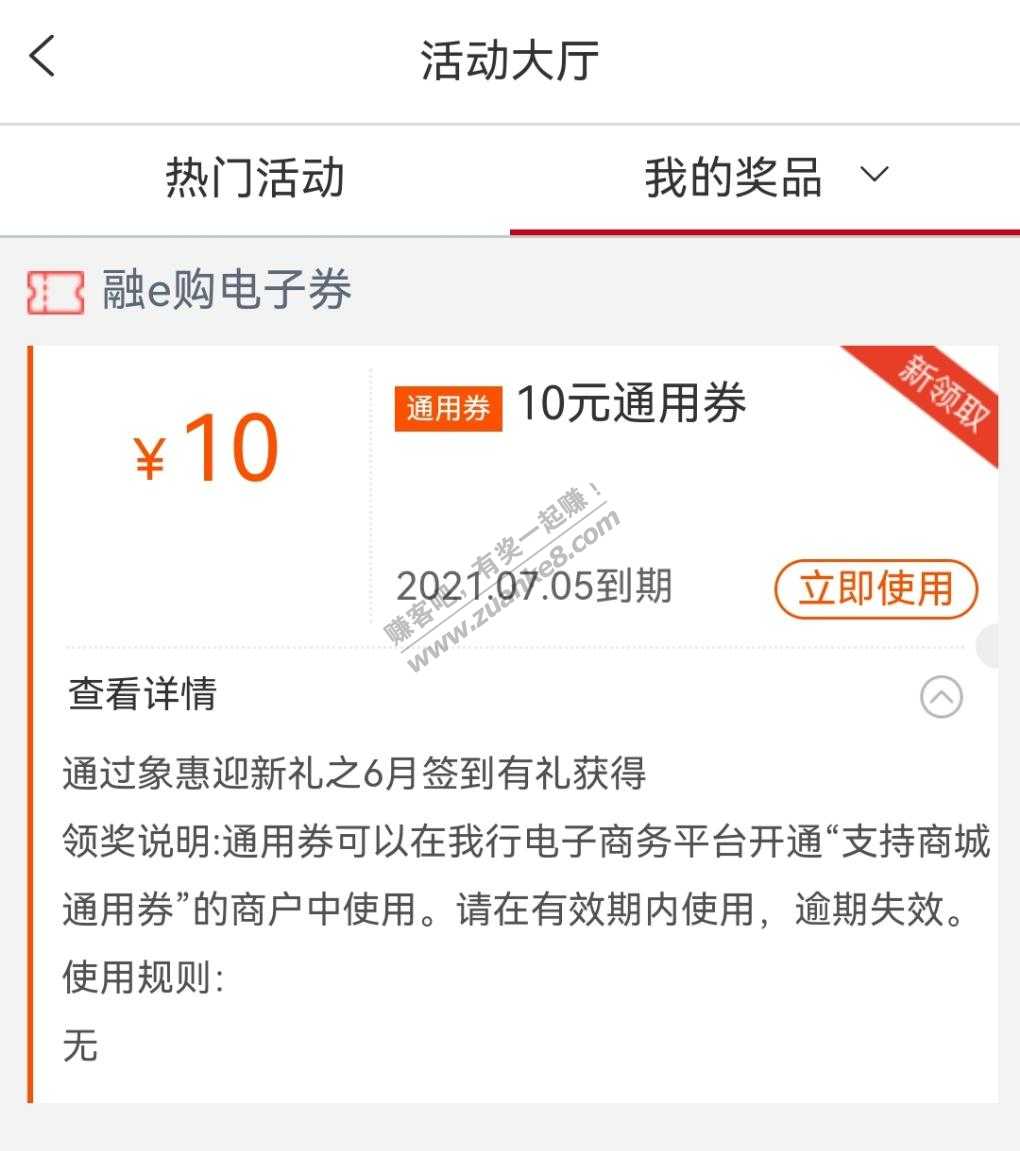 活动大厅
热门活动
我的奖品
融e购电子券
新领取
¥10
通用券 10元通用券
2021.07.05到期
立即使用
赚客吧，有奖一起赚！
www.zuanke8.com
查看详情
通过象惠迎新礼之6月签到有礼获得
领奖说明:通用券可以在我行电子商务平台开通“支持商城
通用券”的商户中使用。请在有效期内使用，逾期失效。
使用规则:
无